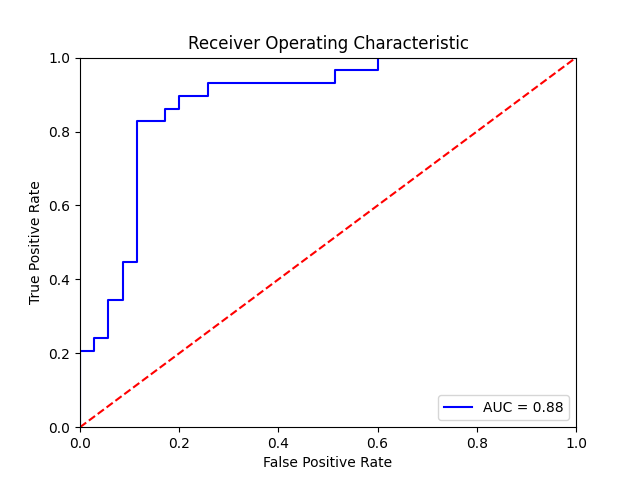 Receiver Operating Characteristic
1.0
0.8
0.6
0.4
0.2
0.0
True Positive Rate
AUC = 0.88
0.0 0.2 0.4 0.6 0.8 1.0
False Positive Rate